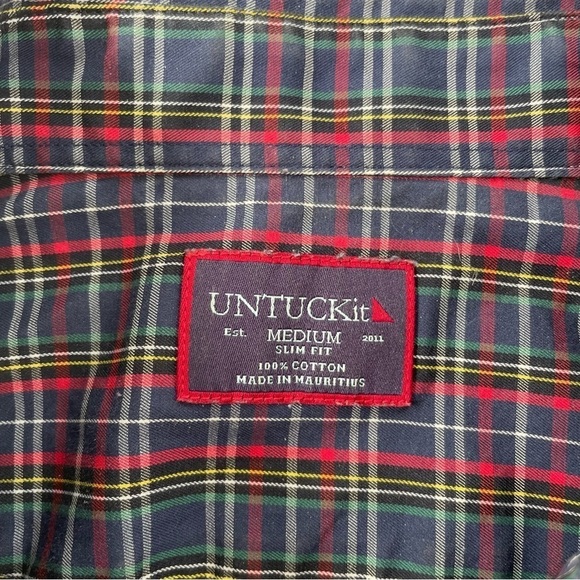 UNTUCKit
Est. MEDIUM 2011
SLIM FIT
100% COTTON
MADE IN MAURITIUS